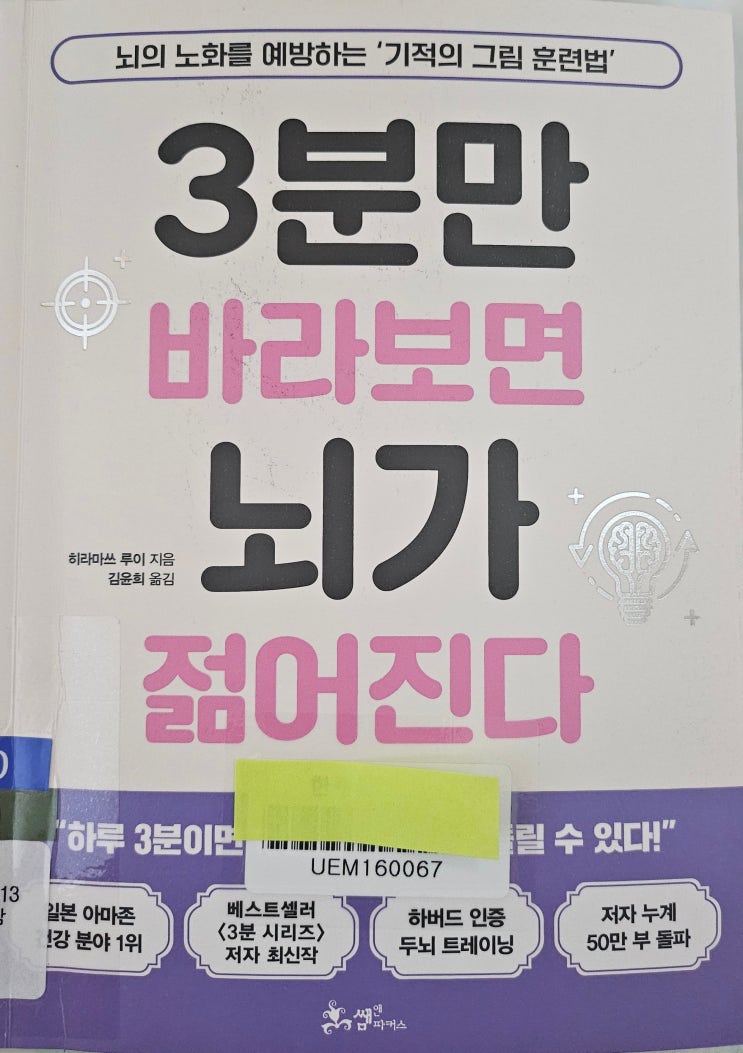 뇌의 노화를 예방하는 '기적의 그림 훈련법'
3분만
바라보면
뇌가
젊어진다
히라마쓰 루이 지음
김윤희 옮김
"하루 3분이면 릴 수 있다!"
UEM160067
13
일본 아마존
건강 분야 1위
베스트셀러
<3분 시리즈>
저자 최신작
하버드 인증
두뇌 트레이닝
저자 누계
50만 부 돌파
쌤앤파커스